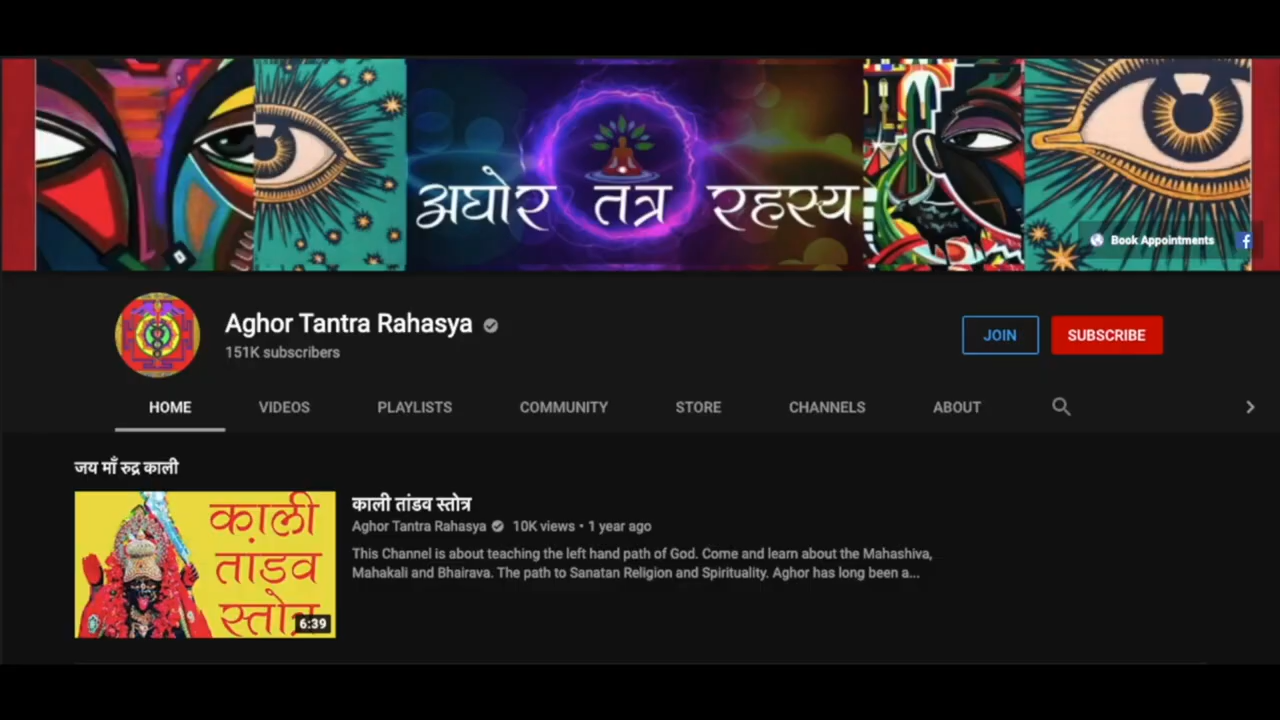 अघोर तत्र रहस्य
Book Appointments
Aghor Tantra Rahasya
151K subscribers
JOIN
SUBSCRIBE
HOME VIDEOS PLAYLISTS COMMUNITY STORE CHANNELS ABOUT
जय माँ रुद्र काली
काली
तांडव
स्तोत्र
6:39
काली तांडव स्तोत्र
Aghor Tantra Rahasya 10K views • 1 year ago
This Channel is about teaching the left hand path of God. Come and learn about the Mahashiva,
Mahakali and Bhairava. The path to Sanatan Religion and Spirituality. Aghor has long been a...